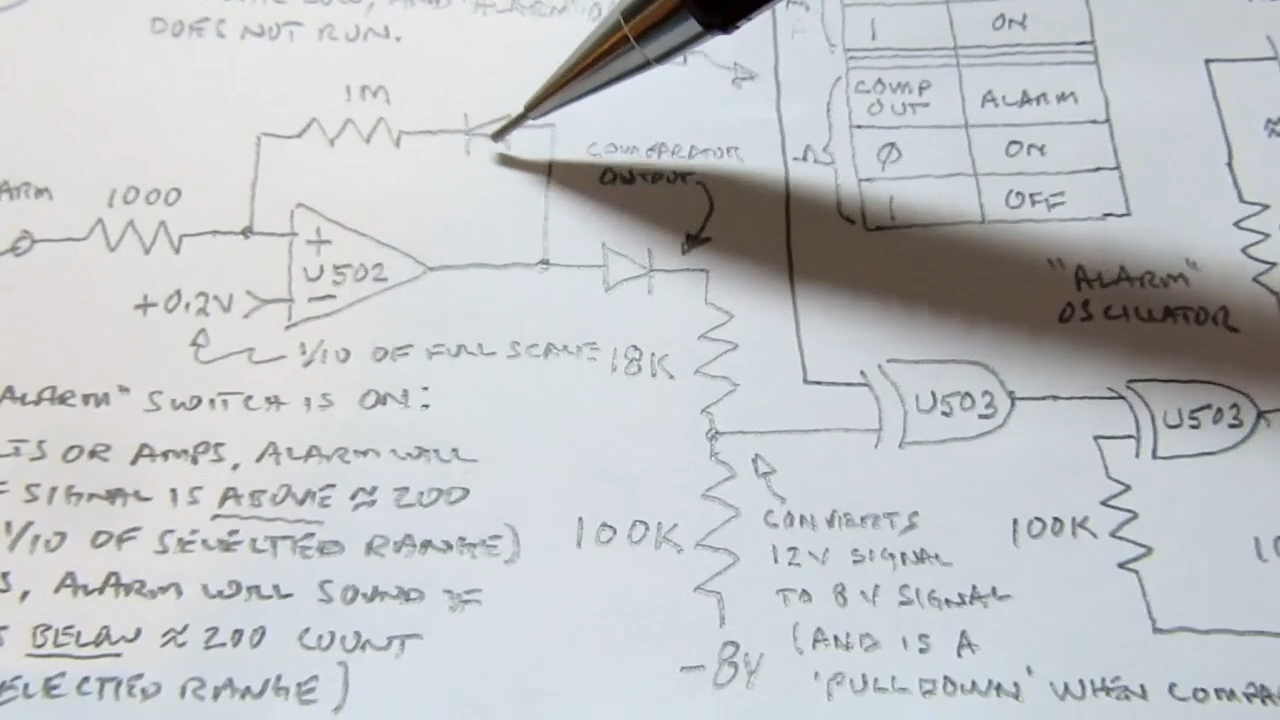 DOES NOT RUN.
1M
1 ON
COMP OUT ALARM
Ø ON
1 OFF
COMPARATOR
OUTPUT
ARM
1000
+
U502
+0.2V
−
1/10 OF FULL SCALE
18K
"ALARM"
OSCILLATOR
U503
U503
ALARM" SWITCH IS ON:
TS OR AMPS, ALARM WILL
SIGNAL IS ABOVE ≈ 200
1/10 OF SELECTED RANGE)
S, ALARM WILL SOUND IF
BELOW ≈ 200 COUNT
ELECTED RANGE)
100K
CONVERTS
12V SIGNAL
TO 8V SIGNAL
(AND IS A
'PULLDOWN' WHEN COMPA
-8V
100K